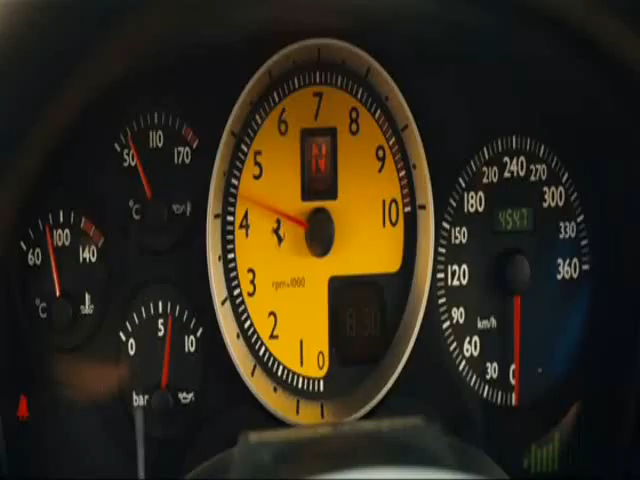 50 110 170
°C
60 100 140
°C
0 5 10
bar
0 1 2 3 4 5 6 7 8 9 10
N
rpm×1000
8:30
0 30 60 90 120 150 180 210 240 270 300 330 360
4547
km/h